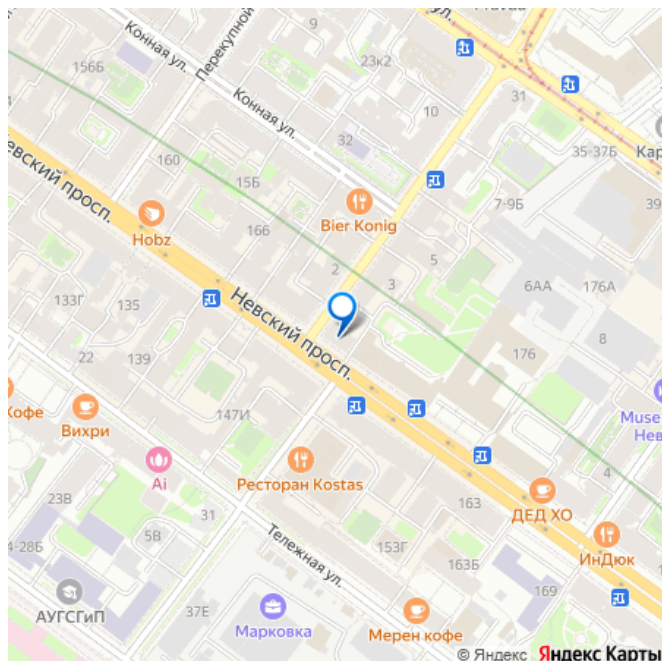 Конная ул.
Перекупной
9
23к2
156Б
10
31
Конная ул.
32
35-37Б
Кар
160
15Б
Bier Konig
7-9Б
39
Невский просп.
Hobz
166
2
5
3
6АА
176А
133Г
135
Невский просп.
8
22
139
176
Кофе
Вихри
147И
Muse
Нев
Ai
Ресторан Kostas
4
ДЕД ХО
163
23В
31
5В
Тележная ул.
ИнДюк
4-28Б
153Г
163Б
169
АУГСГиП
37Е
Марковка
Мерен кофе
© Яндекс Яндекс Карты